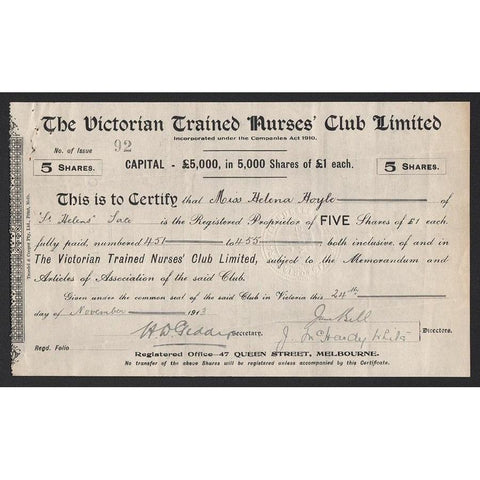 The Victorian Trained Nurses' Club Limited
Incorporated under the Companies Act 1910.
No. of Issue 92
5 SHARES. CAPITAL - £5,000, in 5,000 Shares of £1 each. 5 SHARES.
This is to Certify that Miss Helena Hoyle
of St Helens' Tate is the Registered Proprietor of FIVE Shares of £1 each,
fully paid, numbered 451 to 455 both inclusive, of and in
The Victorian Trained Nurses' Club Limited, subject to the Memorandum and
Articles of Association of the said Club.
Given under the common seal of the said Club in Victoria this 24th
day of November 1913
Secretary.
J. McHardy White
Directors.
Regd. Folio
Registered Office—47 QUEEN STREET, MELBOURNE.
No transfer of the above Shares will be registered unless accompanied by this Certificate.